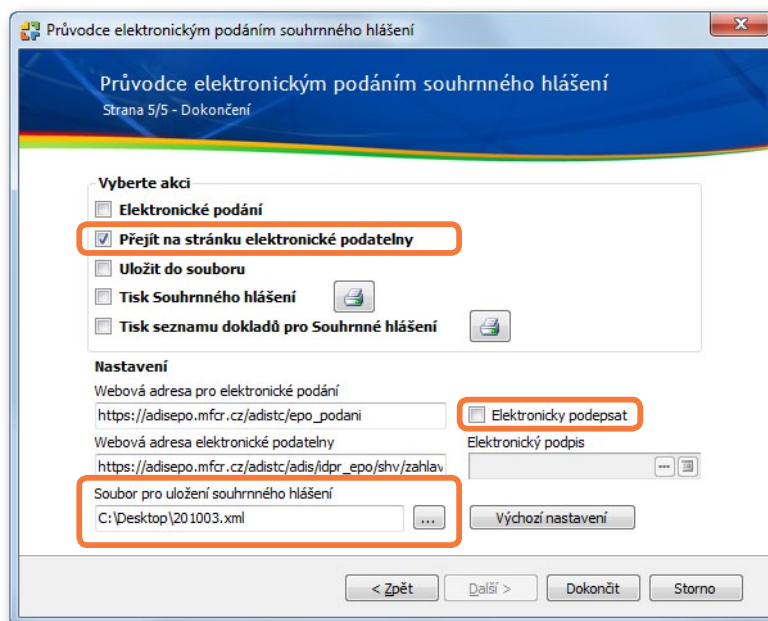 Průvodce elektronickým podáním souhrnného hlášení
Průvodce elektronickým podáním souhrnného hlášení
Strana 5/5 - Dokončení
Vyberte akci
Elektronické podání
Přejít na stránku elektronické podatelny
Uložit do souboru
Tisk Souhrnného hlášení
Tisk seznamu dokladů pro Souhrnné hlášení
Nastavení
Webová adresa pro elektronické podání
https://adisepo.mfcr.cz/adistc/epo_podani
Elektronicky podepsat
Webová adresa elektronické podatelny
Elektronický podpis
https://adisepo.mfcr.cz/adistc/adis/idpr_epo/shv/zahlav
Soubor pro uložení souhrnného hlášení
C:\Desktop\201003.xml
...
Výchozí nastavení
< Zpět
Další >
Dokončit
Storno